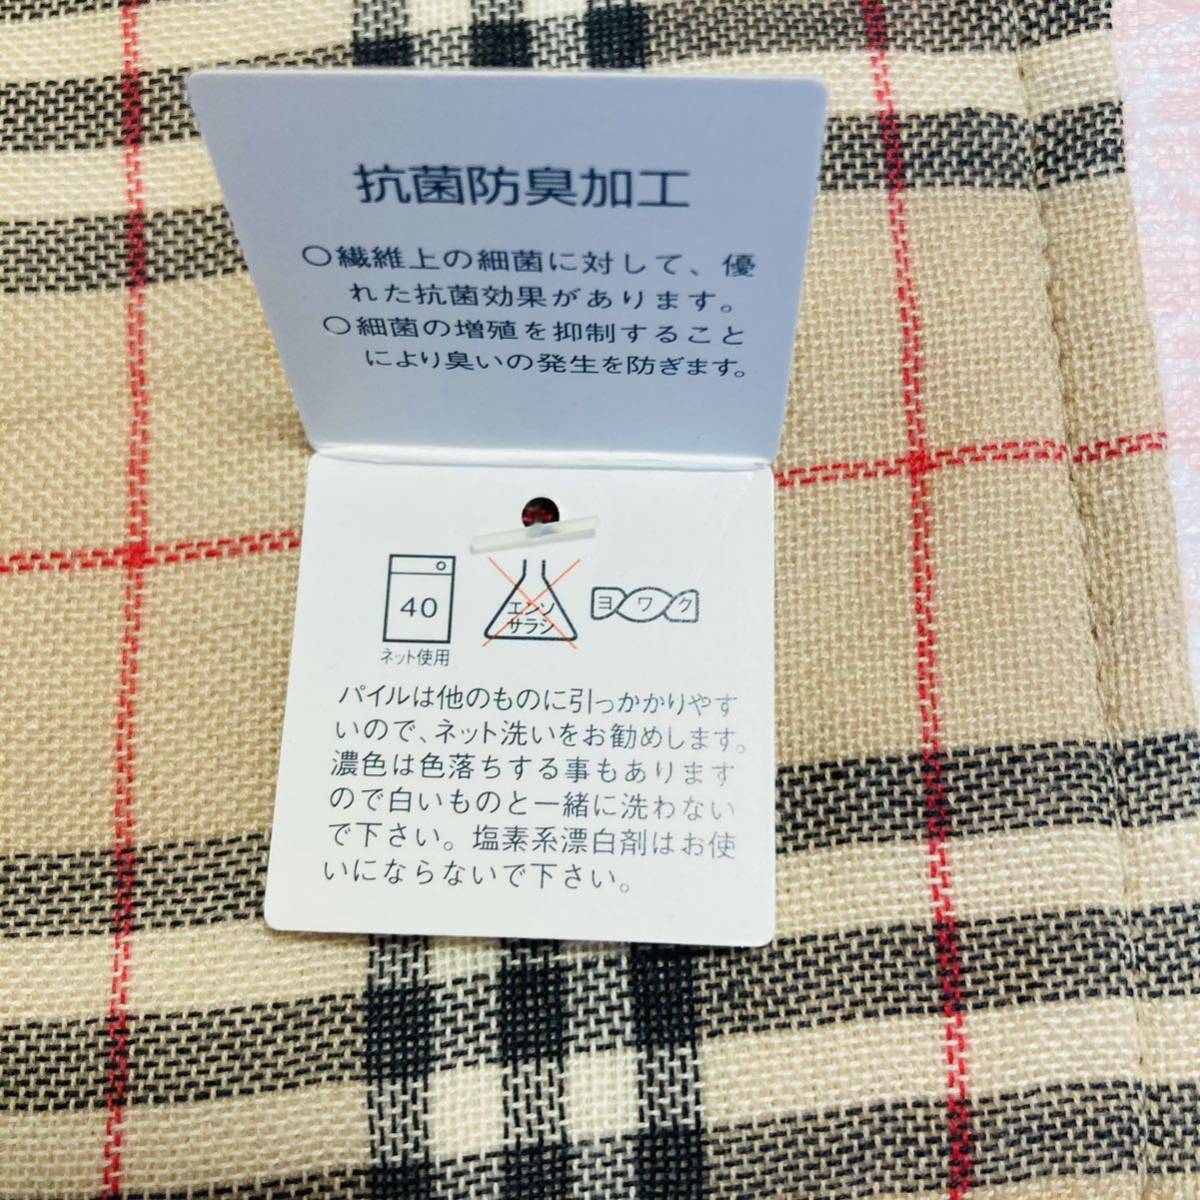 抗菌防臭加工
○繊維上の細菌に対して、優
れた抗菌効果があります。
○細菌の増殖を抑制すること
により臭いの発生を防ぎます。
40
ネット使用
エンソ
サラシ
ヨワク
パイルは他のものに引っかかりやす
いので、ネット洗いをお勧めします。
濃色は色落ちする事もあります
ので白いものと一緒に洗わない
で下さい。塩素系漂白剤はお使
いにならないで下さい。